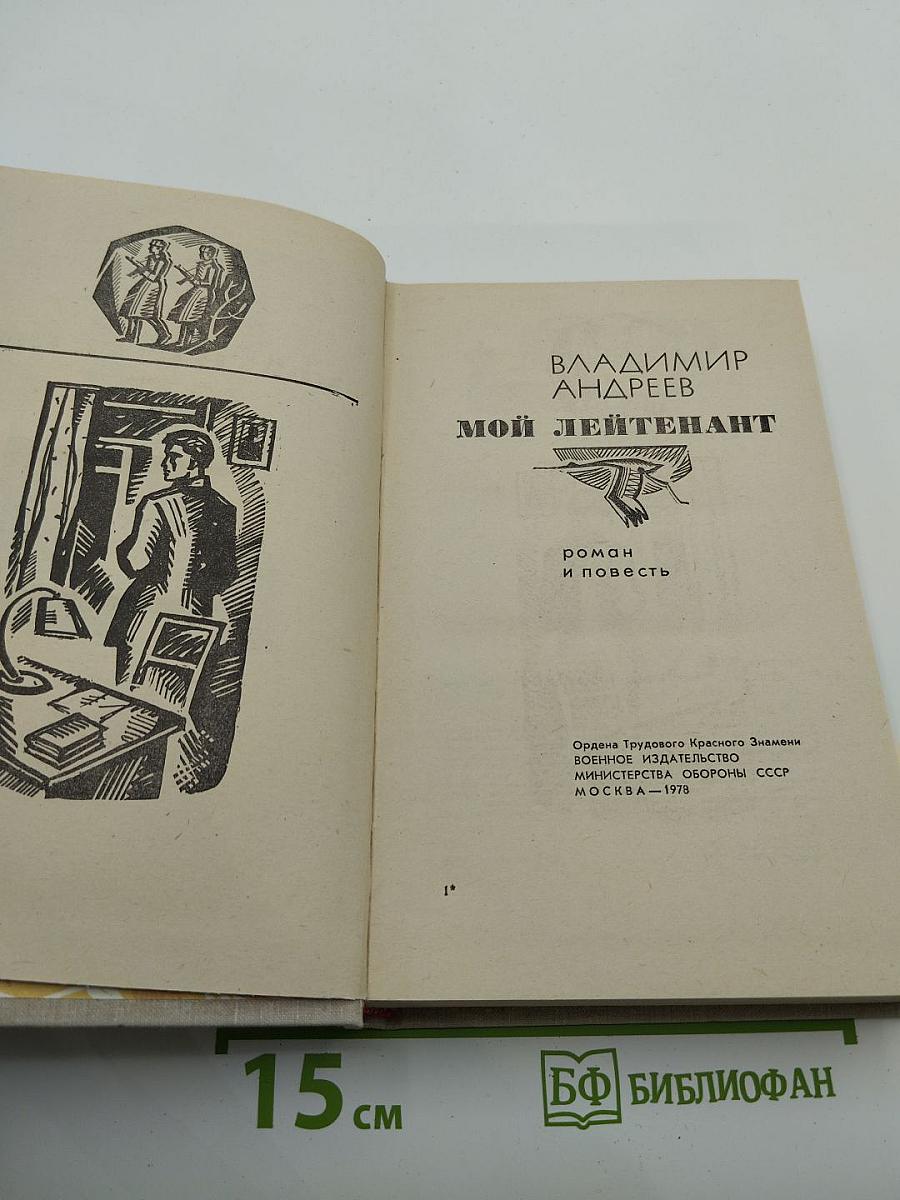 ВЛАДИМИР
АНДРЕЕВ
МОЙ ЛЕЙТЕНАНТ
роман
и повесть
Ордена Трудового Красного Знамени
ВОЕННОЕ ИЗДАТЕЛЬСТВО
МИНИСТЕРСТВА ОБОРОНЫ СССР
МОСКВА—1978
1*
15 см
БФ БИБЛИОФАН